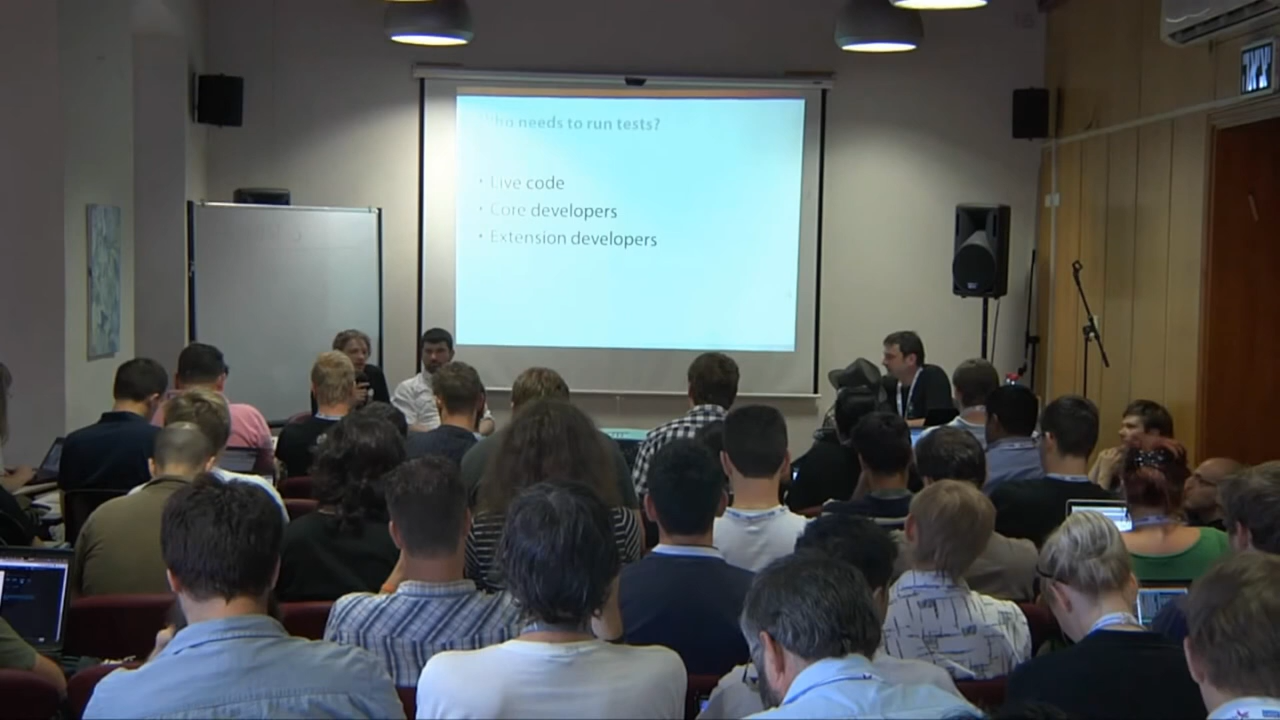 Who needs to run tests?
• Live code
• Core developers
• Extension developers